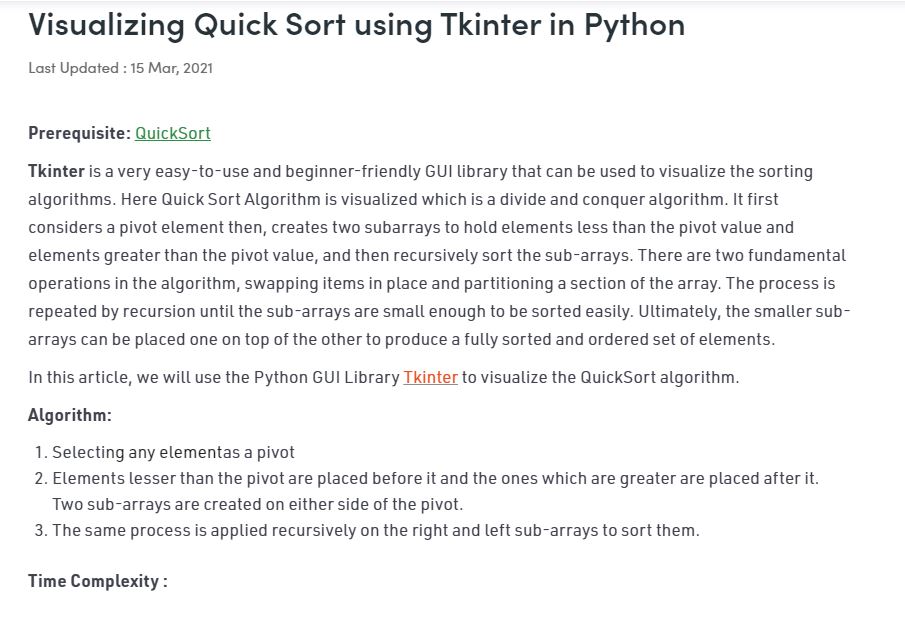 Visualizing Quick Sort using Tkinter in Python
Last Updated : 15 Mar, 2021
Prerequisite: QuickSort
Tkinter is a very easy-to-use and beginner-friendly GUI library that can be used to visualize the sorting
algorithms. Here Quick Sort Algorithm is visualized which is a divide and conquer algorithm. It first
considers a pivot element then, creates two subarrays to hold elements less than the pivot value and
elements greater than the pivot value, and then recursively sort the sub-arrays. There are two fundamental
operations in the algorithm, swapping items in place and partitioning a section of the array. The process is
repeated by recursion until the sub-arrays are small enough to be sorted easily. Ultimately, the smaller sub-
arrays can be placed one on top of the other to produce a fully sorted and ordered set of elements.
In this article, we will use the Python GUI Library Tkinter to visualize the QuickSort algorithm.
Algorithm:
1. Selecting any elementas a pivot
2. Elements lesser than the pivot are placed before it and the ones which are greater are placed after it.
Two sub-arrays are created on either side of the pivot.
3. The same process is applied recursively on the right and left sub-arrays to sort them.
Time Complexity :